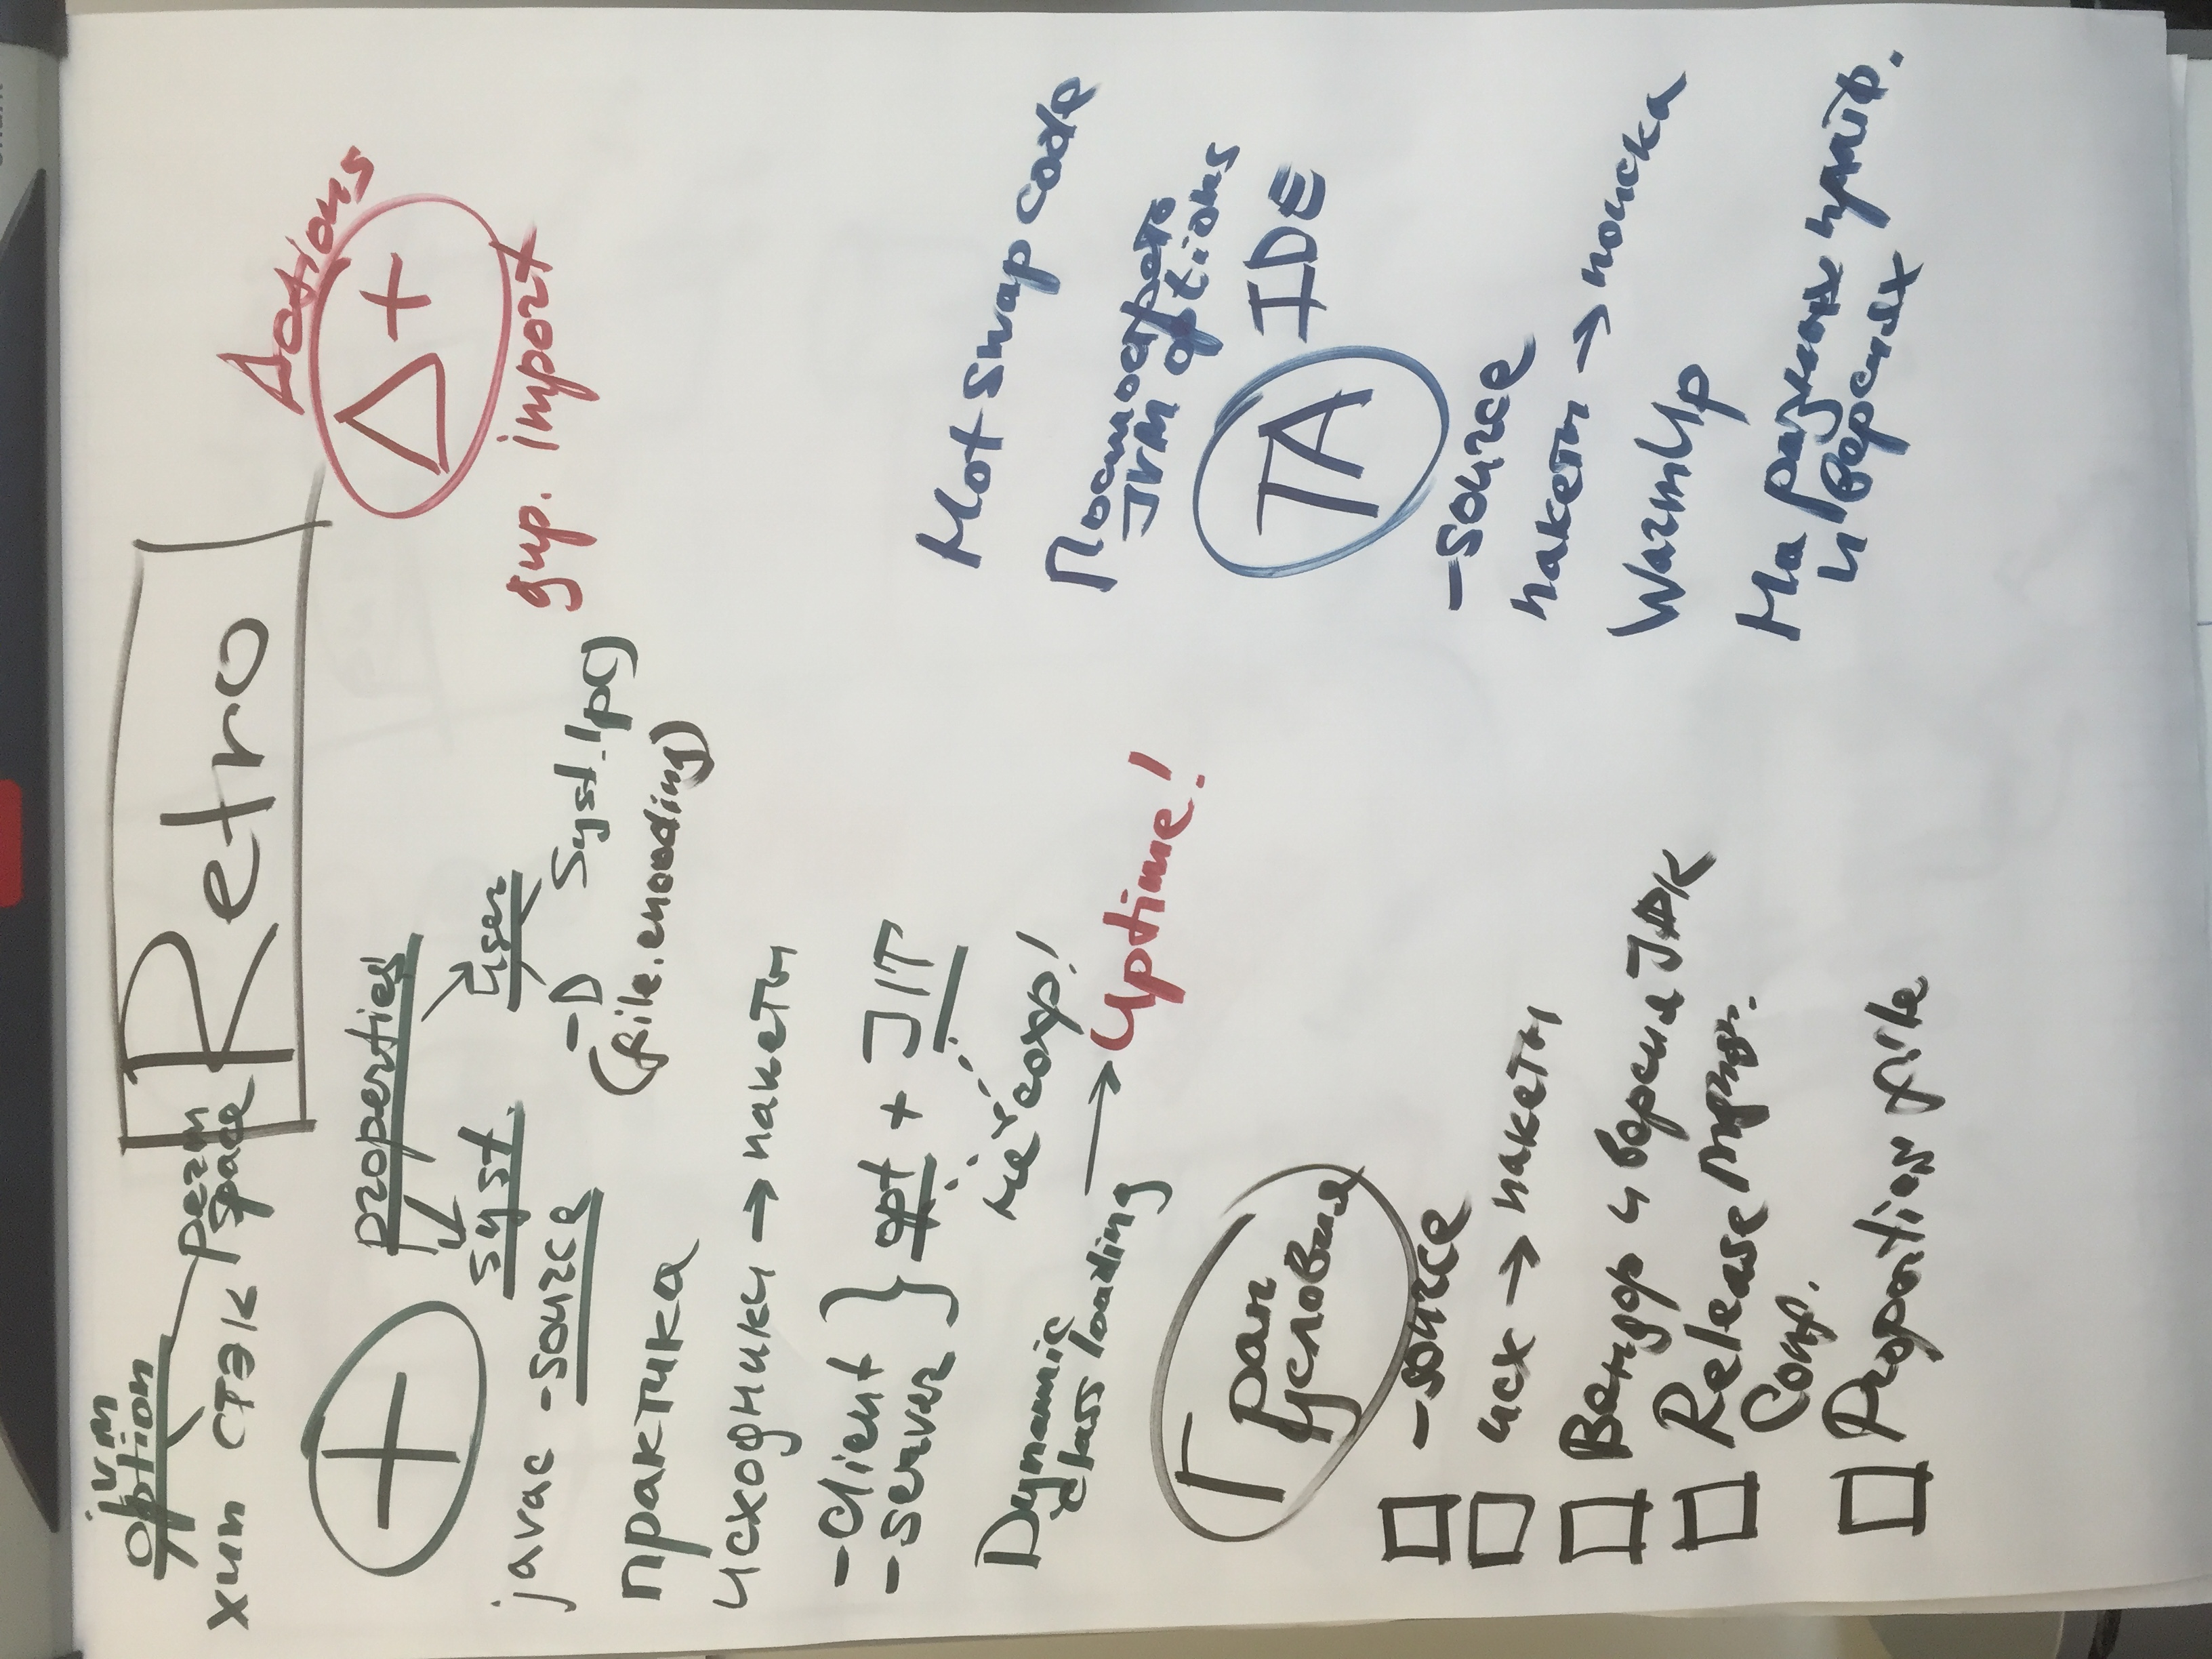 jvm
option
хип стэк perm
space
Retro
Actions
Δ+
дир. import
+
properties
syst. user
javac -source
-D Syst.
(file.encoding)
практика
исходники → пакеты
-client
-server
} opt + JIT
не сохр!
Dynamic
class loading → Uptime!
Hot swap code
JVM options
Гран
условия
TA IDE
□ -source
□ исх → пакеты
□ Вендор и версия JDK
□ Release
Conf.
□ Properties file
-source
пакеты → поиска
WarmUp
На разных платф.
и версиях